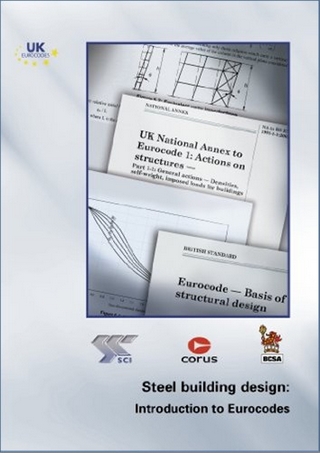 UK
EUROCODES
NATIONAL ANNEX
UK National Annex to
Eurocode 1: Actions on
structures —
Part 1-1: General actions — Densities,
self-weight, imposed loads for buildings
BRITISH STANDARD
Eurocode — Basis of
structural design
SCI
corus
BCSA
Steel building design:
Introduction to Eurocodes